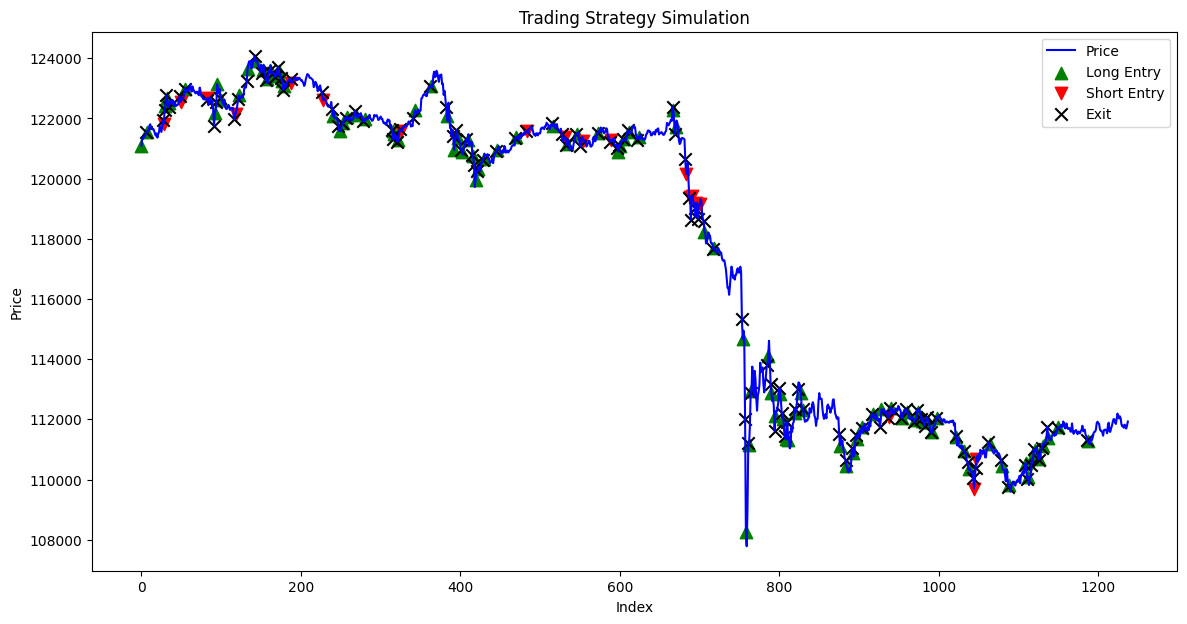 Trading Strategy Simulation
Price
124000
122000
120000
118000
116000
114000
112000
110000
108000
0
200
400
600
800
1000
1200
Index
Price
Long Entry
Short Entry
Exit